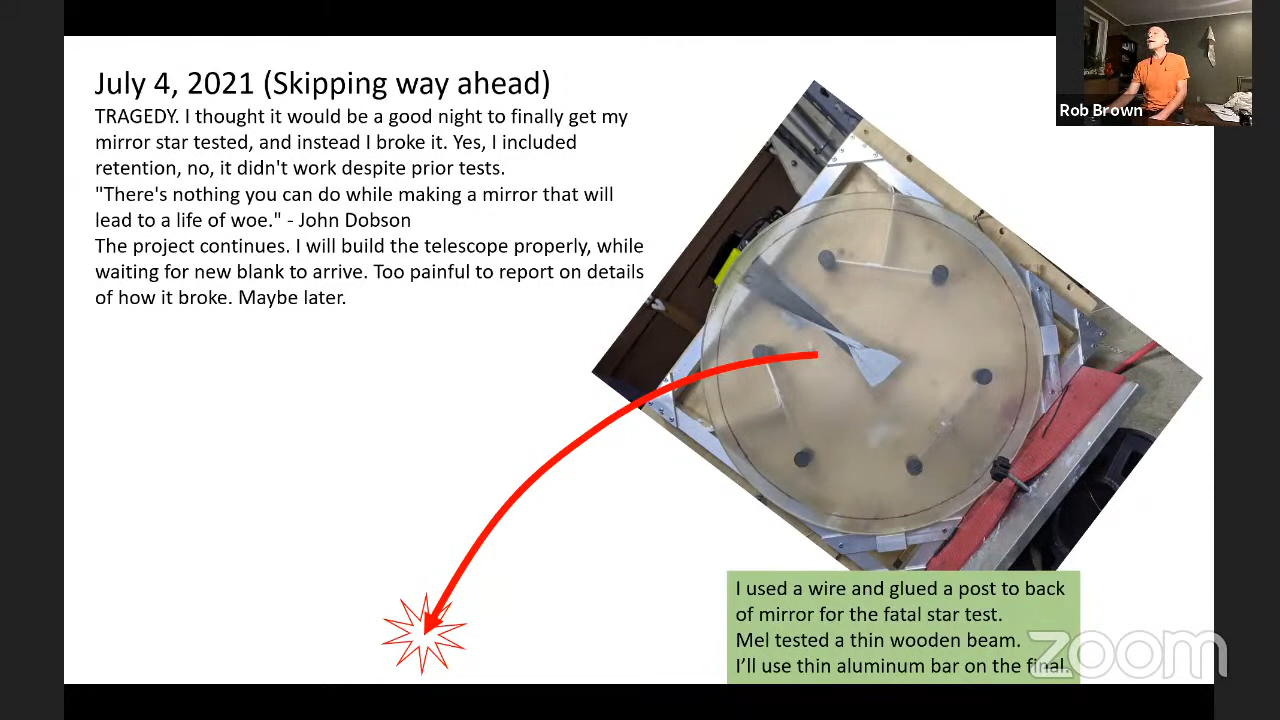 July 4, 2021 (Skipping way ahead)
TRAGEDY. I thought it would be a good night to finally get my
mirror star tested, and instead I broke it. Yes, I included
retention, no, it didn't work despite prior tests.
"There's nothing you can do while making a mirror that will
lead to a life of woe." - John Dobson
The project continues. I will build the telescope properly, while
waiting for new blank to arrive. Too painful to report on details
of how it broke. Maybe later.
Rob Brown
I used a wire and glued a post to back
of mirror for the fatal star test.
Mel tested a thin wooden beam.
I’ll use thin aluminum bar on the final.
zoom